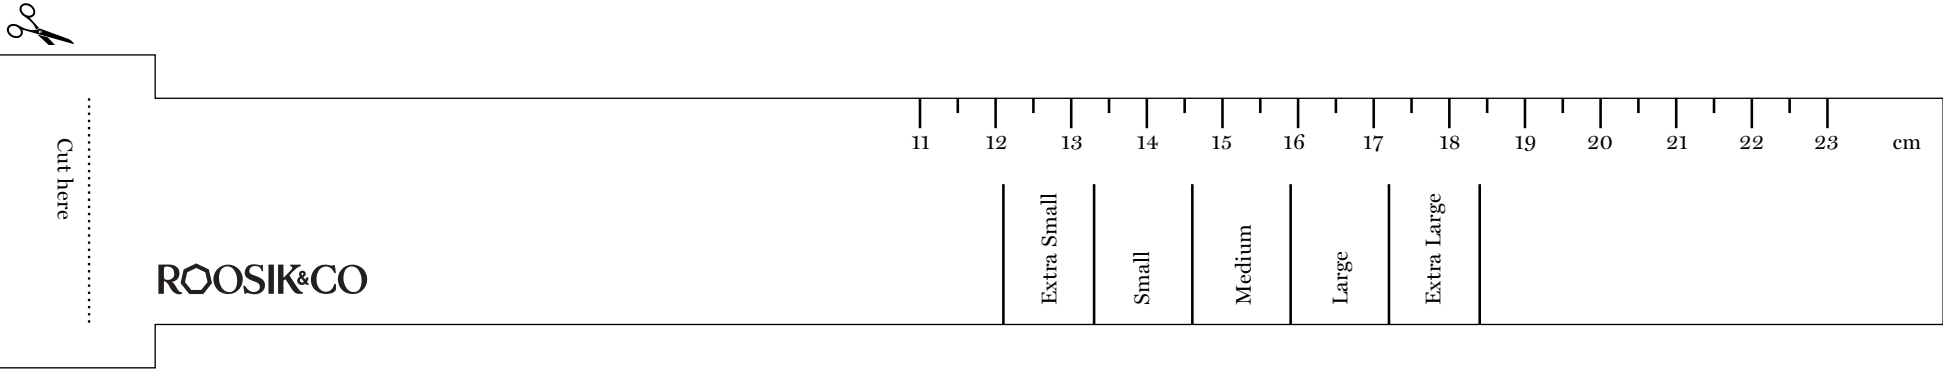 Cut here
11 12 13 14 15 16 17 18 19 20 21 22 23 cm
Extra Small
Small
Medium
Large
Extra Large
ROOSIK&CO